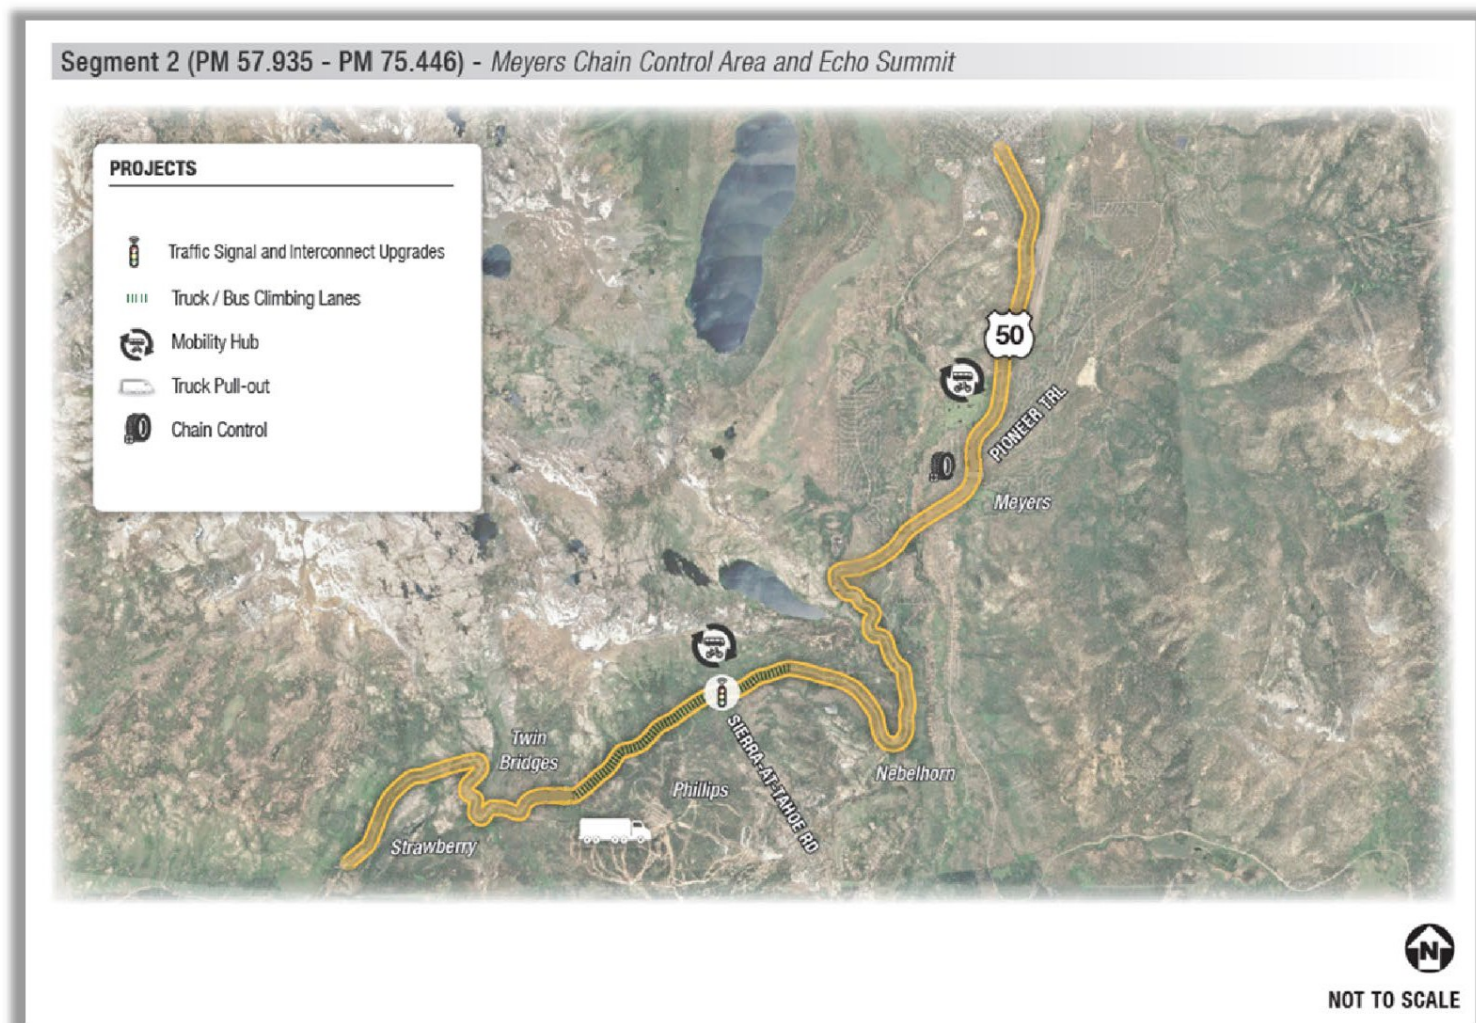 Segment 2 (PM 57.935 - PM 75.446) - Meyers Chain Control Area and Echo Summit
PROJECTS
Traffic Signal and Interconnect Upgrades
Truck / Bus Climbing Lanes
Mobility Hub
Truck Pull-out
Chain Control
50
PIONEER TRL
Meyers
Twin
Bridges
SIERRA-AT-TAHOE RD
Nebelhorn
Phillips
Strawberry
N
NOT TO SCALE